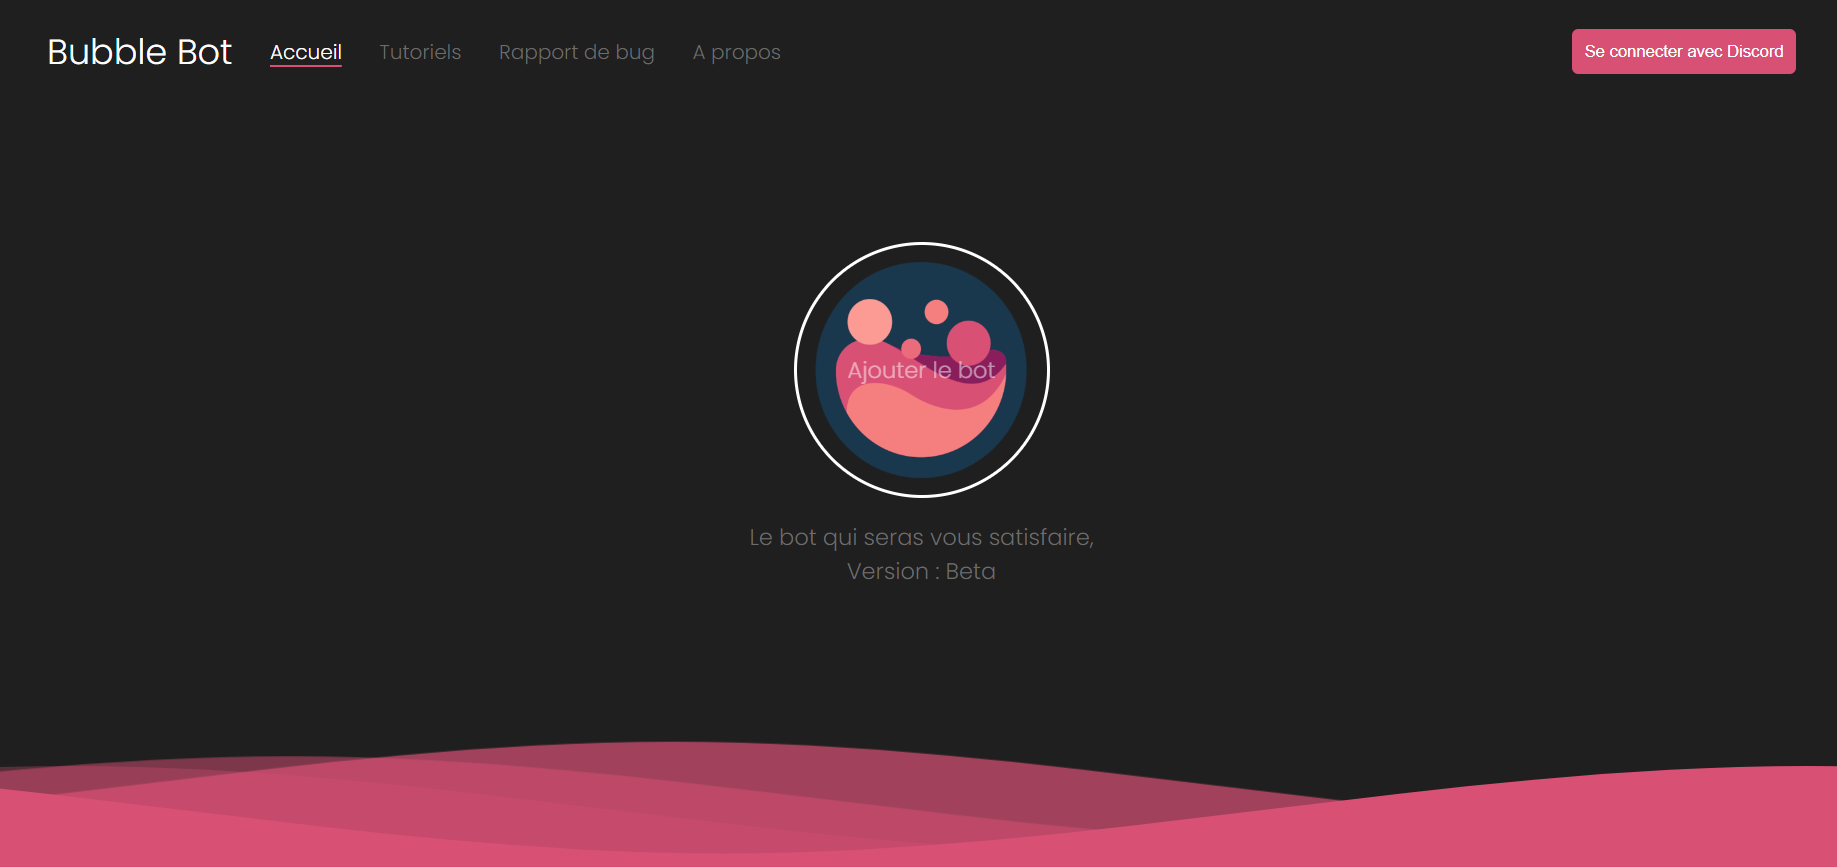 Bubble Bot Accueil Tutoriels Rapport de bug A propos Se connecter avec Discord
Ajouter le bot
Le bot qui seras vous satisfaire,
Version : Beta